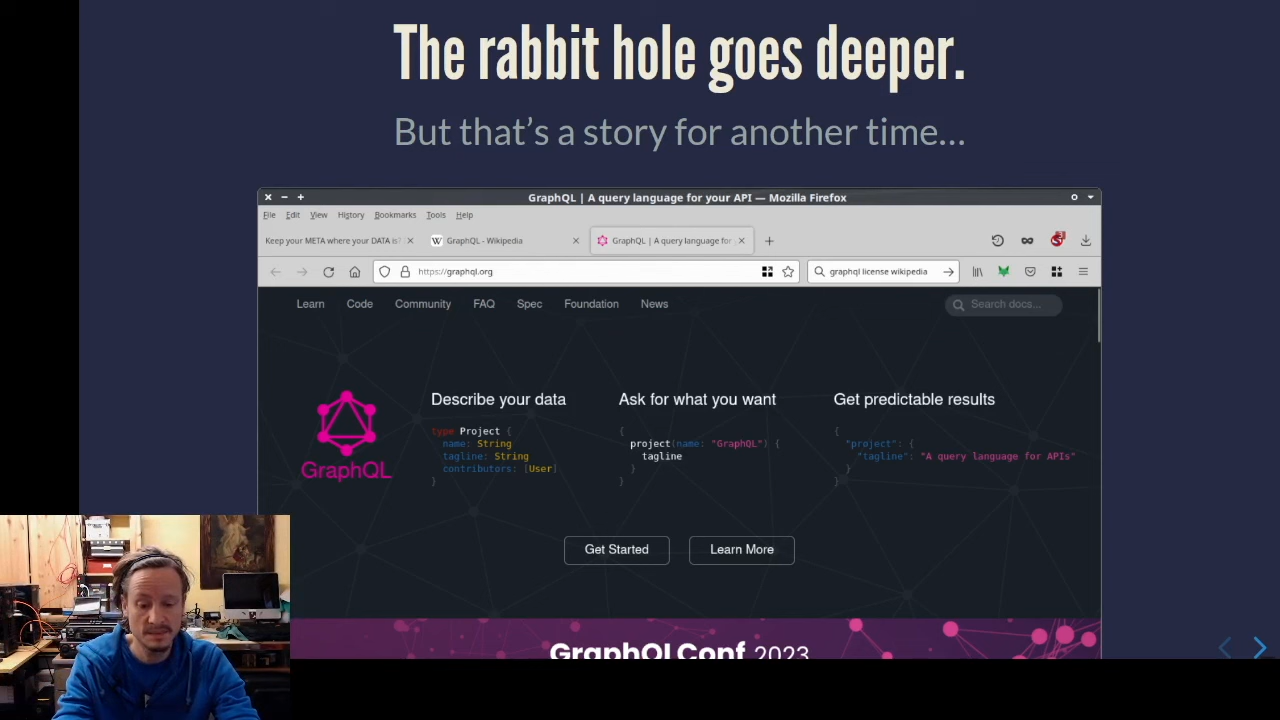 The rabbit hole goes deeper.
But that's a story for another time...
GraphQL | A query language for your API — Mozilla Firefox
File Edit View History Bookmarks Tools Help
Keep your META where your DATA is?
GraphQL - Wikipedia
GraphQL | A query language for
https://graphql.org
graphql license wikipedia
Learn Code Community FAQ Spec Foundation News
Search docs...
GraphQL
Describe your data
type Project {
name: String
tagline: String
contributors: [User]
}
Ask for what you want
{
project(name: "GraphQL") {
tagline
}
}
Get predictable results
{
"project": {
"tagline": "A query language for APIs"
}
}
Get Started
Learn More
GraphQLConf 2023